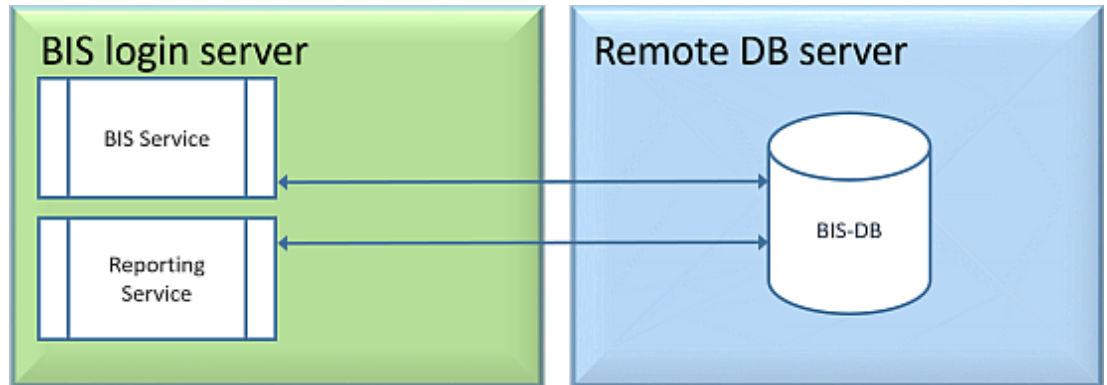 BIS login server
BIS Service
Reporting
Service
Remote DB server
BIS-DB